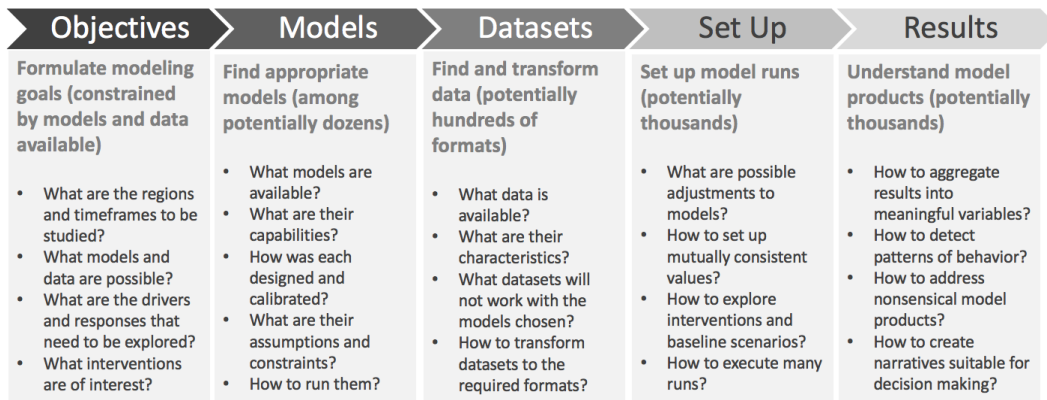 Objectives
Models
Datasets
Set Up
Results
Formulate modeling
goals (constrained
by models and data
available)
• What are the regions
and timeframes to be
studied?
• What models and
data are possible?
• What are the drivers
and responses that
need to be explored?
• What interventions
are of interest?
Find appropriate
models (among
potentially dozens)
• What models are
available?
• What are their
capabilities?
• How was each
designed and
calibrated?
• What are their
assumptions and
constraints?
• How to run them?
Find and transform
data (potentially
hundreds of
formats)
• What data is
available?
• What are their
characteristics?
• What datasets will
not work with the
models chosen?
• How to transform
datasets to the
required formats?
Set up model runs
(potentially
thousands)
• What are possible
adjustments to
models?
• How to set up
mutually consistent
values?
• How to explore
interventions and
baseline scenarios?
• How to execute many
runs?
Understand model
products (potentially
thousands)
• How to aggregate
results into
meaningful variables?
• How to detect
patterns of behavior?
• How to address
nonsensical model
products?
• How to create
narratives suitable for
decision making?